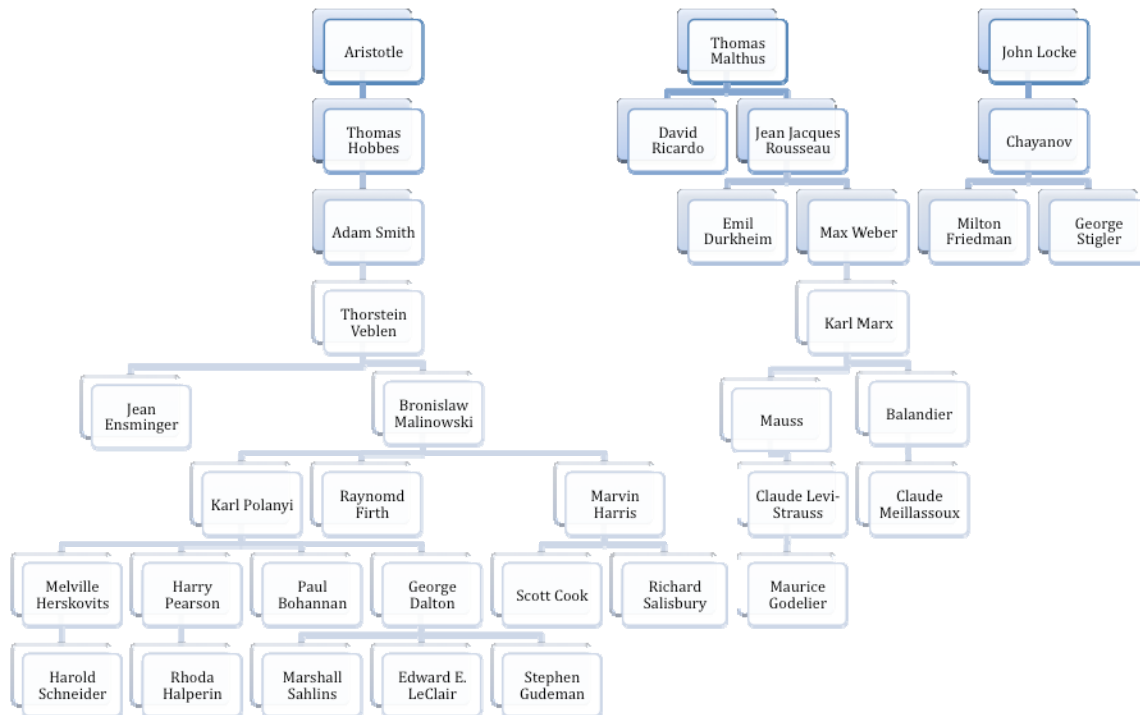 Aristotle
Thomas
Malthus
John Locke
Thomas
Hobbes
David
Ricardo
Jean Jacques
Rousseau
Chayanov
Adam Smith
Emil
Durkheim
Max Weber
Milton
Friedman
George
Stigler
Thorstein
Veblen
Karl Marx
Jean
Ensminger
Bronislaw
Malinowski
Mauss
Balandier
Karl Polanyi
Raynomd
Firth
Marvin
Harris
Claude Levi-
Strauss
Claude
Meillassoux
Melville
Herskovits
Harry
Pearson
Paul
Bohannan
George
Dalton
Scott Cook
Richard
Salisbury
Maurice
Godelier
Harold
Schneider
Rhoda
Halperin
Marshall
Sahlins
Edward E.
LeClair
Stephen
Gudeman